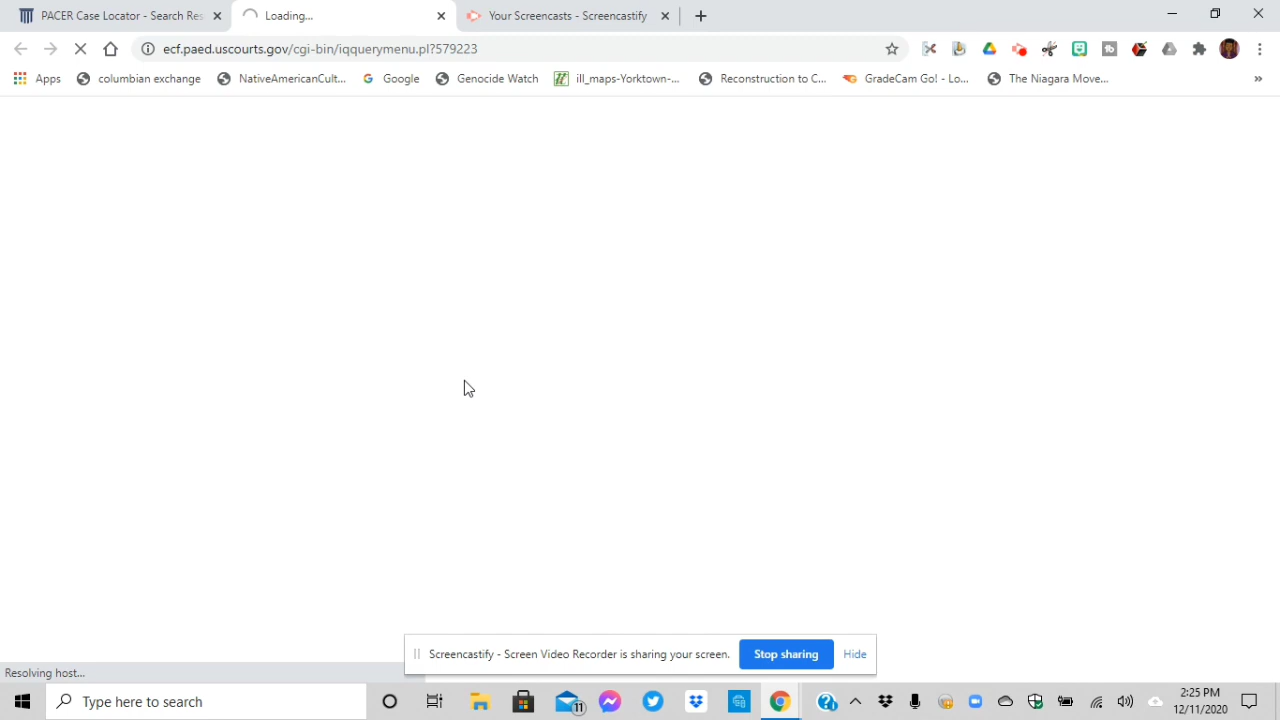 PACER Case Locator - Search Res
Loading...
Your Screencasts - Screencastify
ecf.paed.uscourts.gov/cgi-bin/iqquerymenu.pl?579223
Apps
columbian exchange
NativeAmericanCult...
Google
Genocide Watch
ill_maps-Yorktown-...
Reconstruction to C...
GradeCam Go! - Lo...
The Niagara Move...
»
Screencastify - Screen Video Recorder is sharing your screen.
Stop sharing
Hide
Resolving host...
Type here to search
11
2:25 PM
12/11/2020